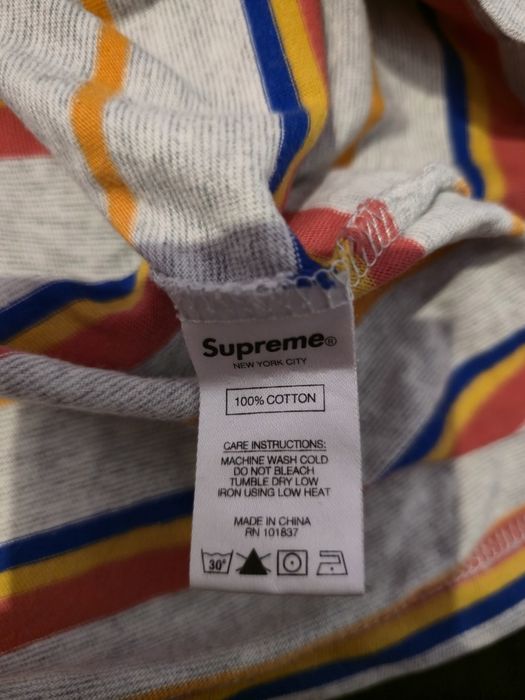 Supreme®
NEW YORK CITY
100% COTTON
CARE INSTRUCTIONS:
MACHINE WASH COLD
DO NOT BLEACH
TUMBLE DRY LOW
IRON USING LOW HEAT
MADE IN CHINA
RN 101837
30°